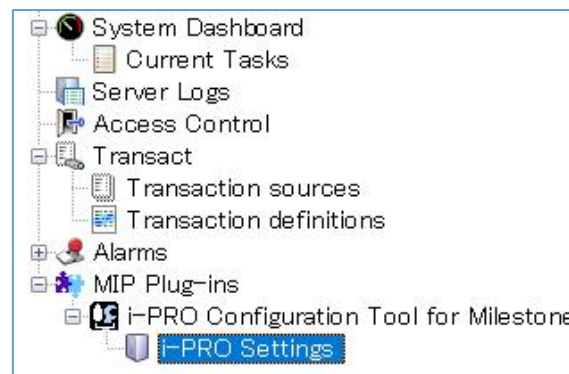 System Dashboard
Current Tasks
Server Logs
Access Control
Transact
Transaction sources
Transaction definitions
Alarms
MIP Plug-ins
i-PRO Configuration Tool for Milestone
i-PRO Settings